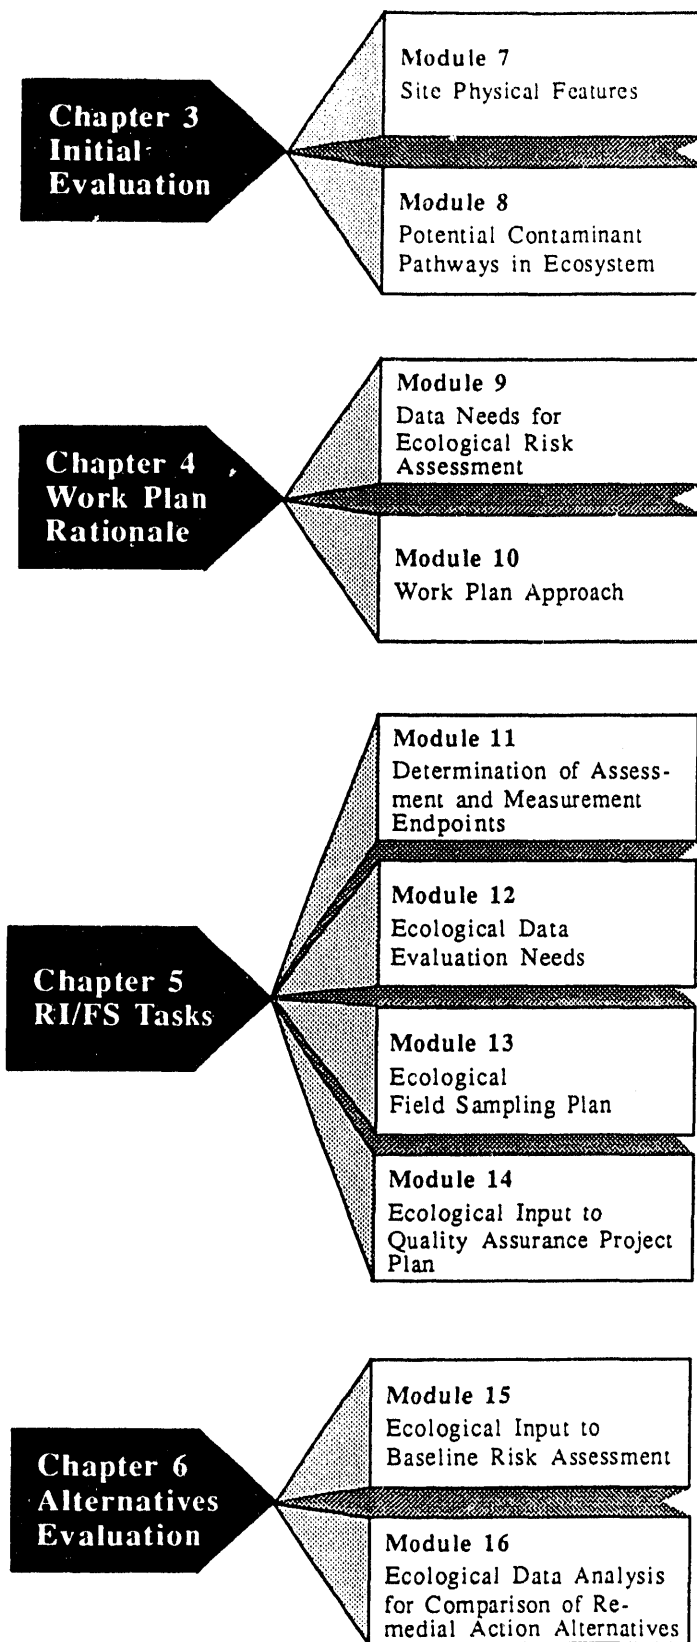 Chapter 3
Initial
Evaluation
Module 7
Site Physical Features
Module 8
Potential Contaminant
Pathways in Ecosystem
Chapter 4
Work Plan
Rationale
Module 9
Data Needs for
Ecological Risk
Assessment
Module 10
Work Plan Approach
Chapter 5
RI/FS Tasks
Module 11
Determination of Assess-
ment and Measurement
Endpoints
Module 12
Ecological Data
Evaluation Needs
Module 13
Ecological
Field Sampling Plan
Module 14
Ecological Input to
Quality Assurance Project
Plan
Chapter 6
Alternatives
Evaluation
Module 15
Ecological Input to
Baseline Risk Assessment
Module 16
Ecological Data Analysis
for Comparison of Re-
medial Action Alternatives